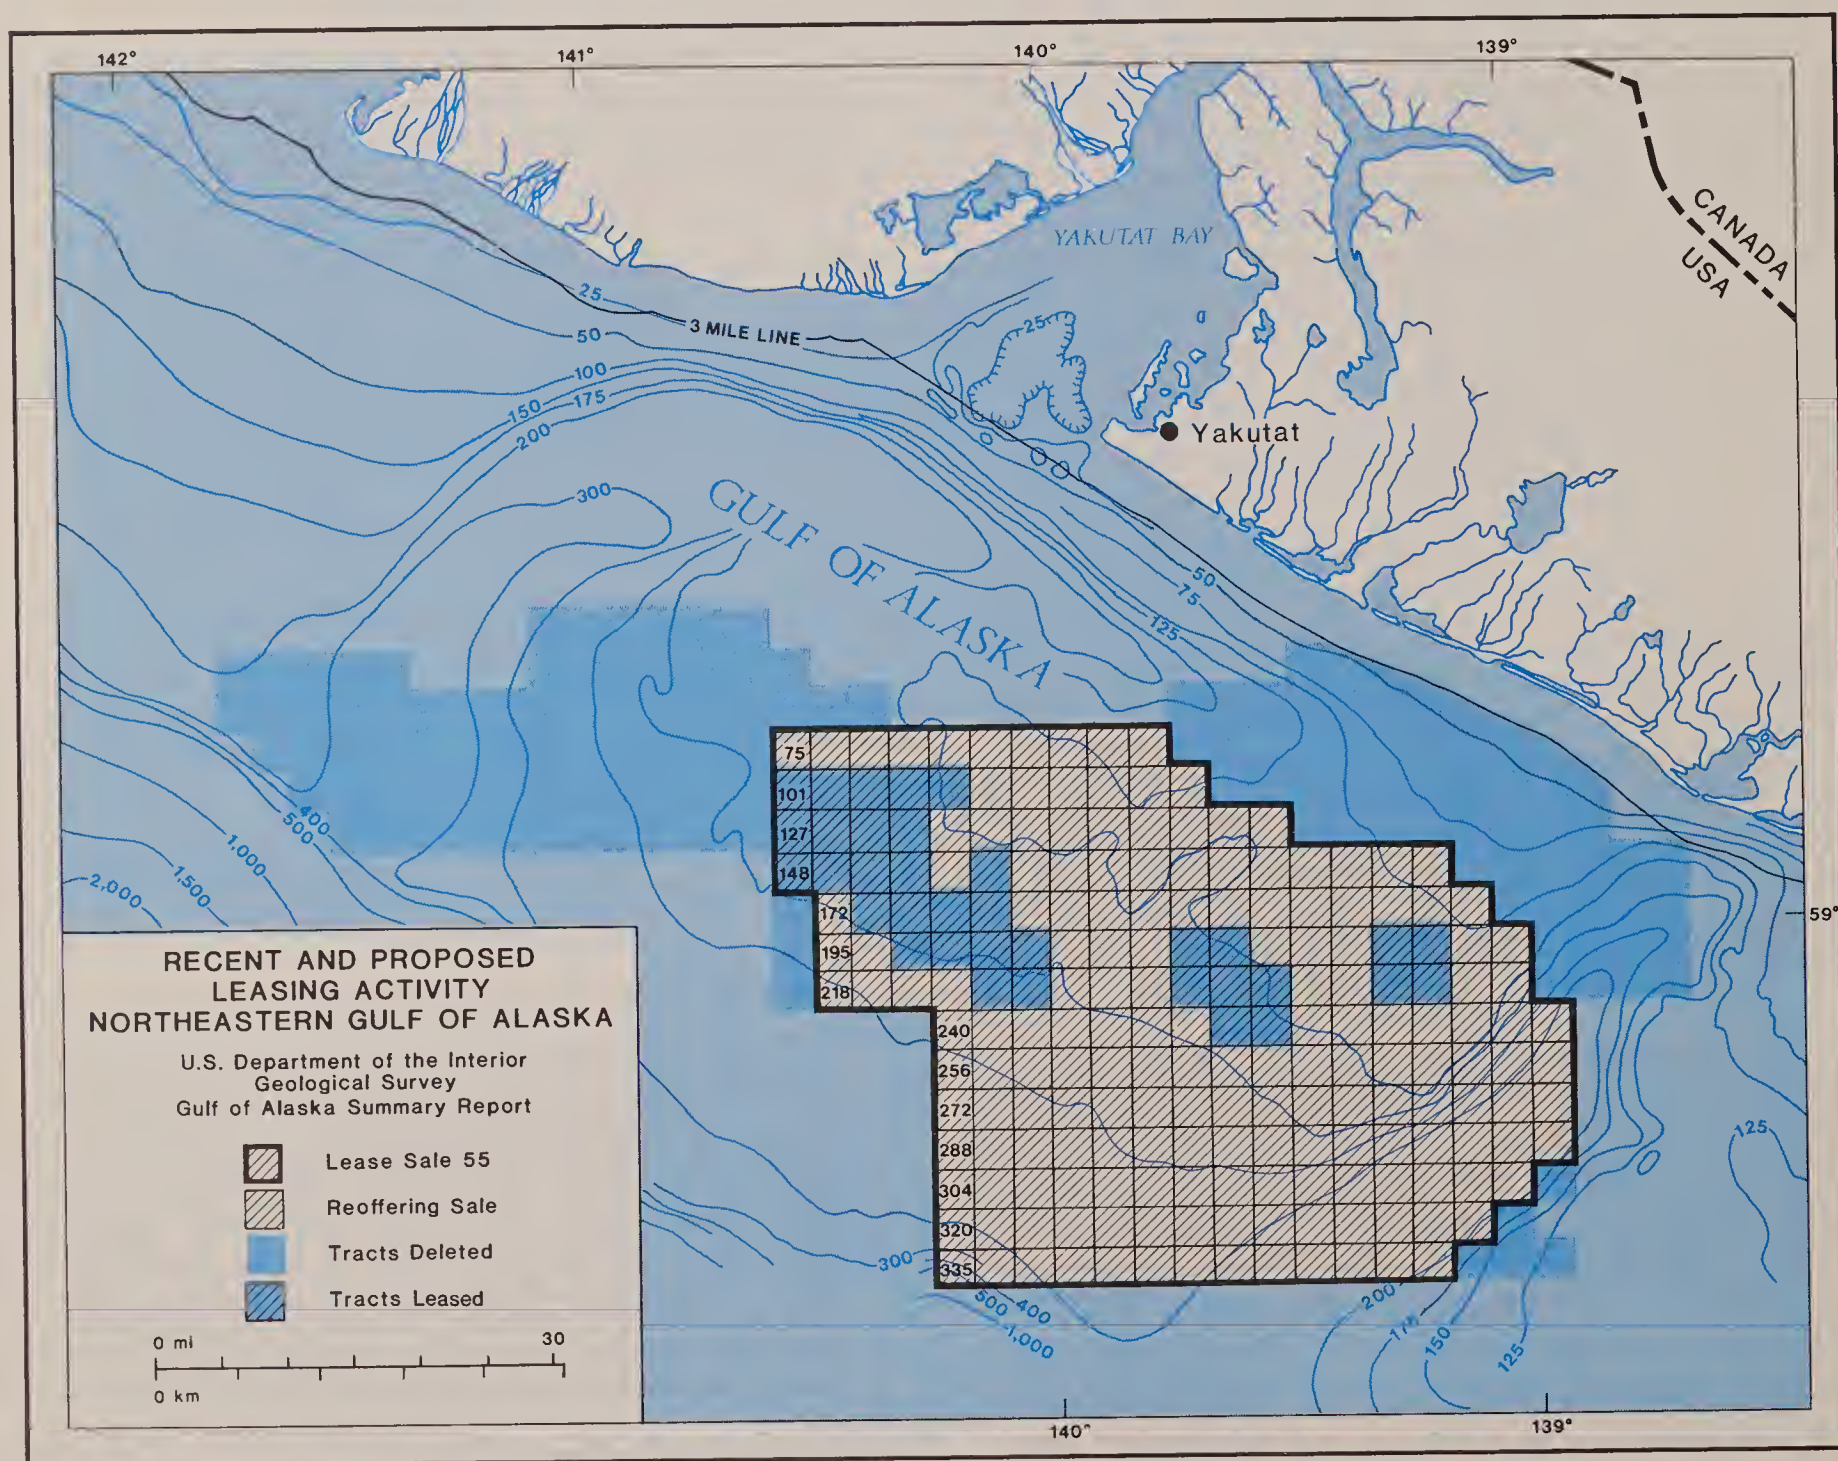 142°
141°
140°
139°
CANADA
USA
YAKUTAT BAY
25
25
3 MILE LINE
50
100
150
175
200
Yakutat
300
GULF OF ALASKA
50
75
125
75
101
127
148
172
195
218
240
256
272
288
304
320
335
400
500
1,000
1,500
2,000
59°
125
RECENT AND PROPOSED
LEASING ACTIVITY
NORTHEASTERN GULF OF ALASKA
U.S. Department of the Interior
Geological Survey
Gulf of Alaska Summary Report
Lease Sale 55
Reoffering Sale
Tracts Deleted
Tracts Leased
0 mi 30
0 km
300
500
400
1,000
200
150
125
140°
139°